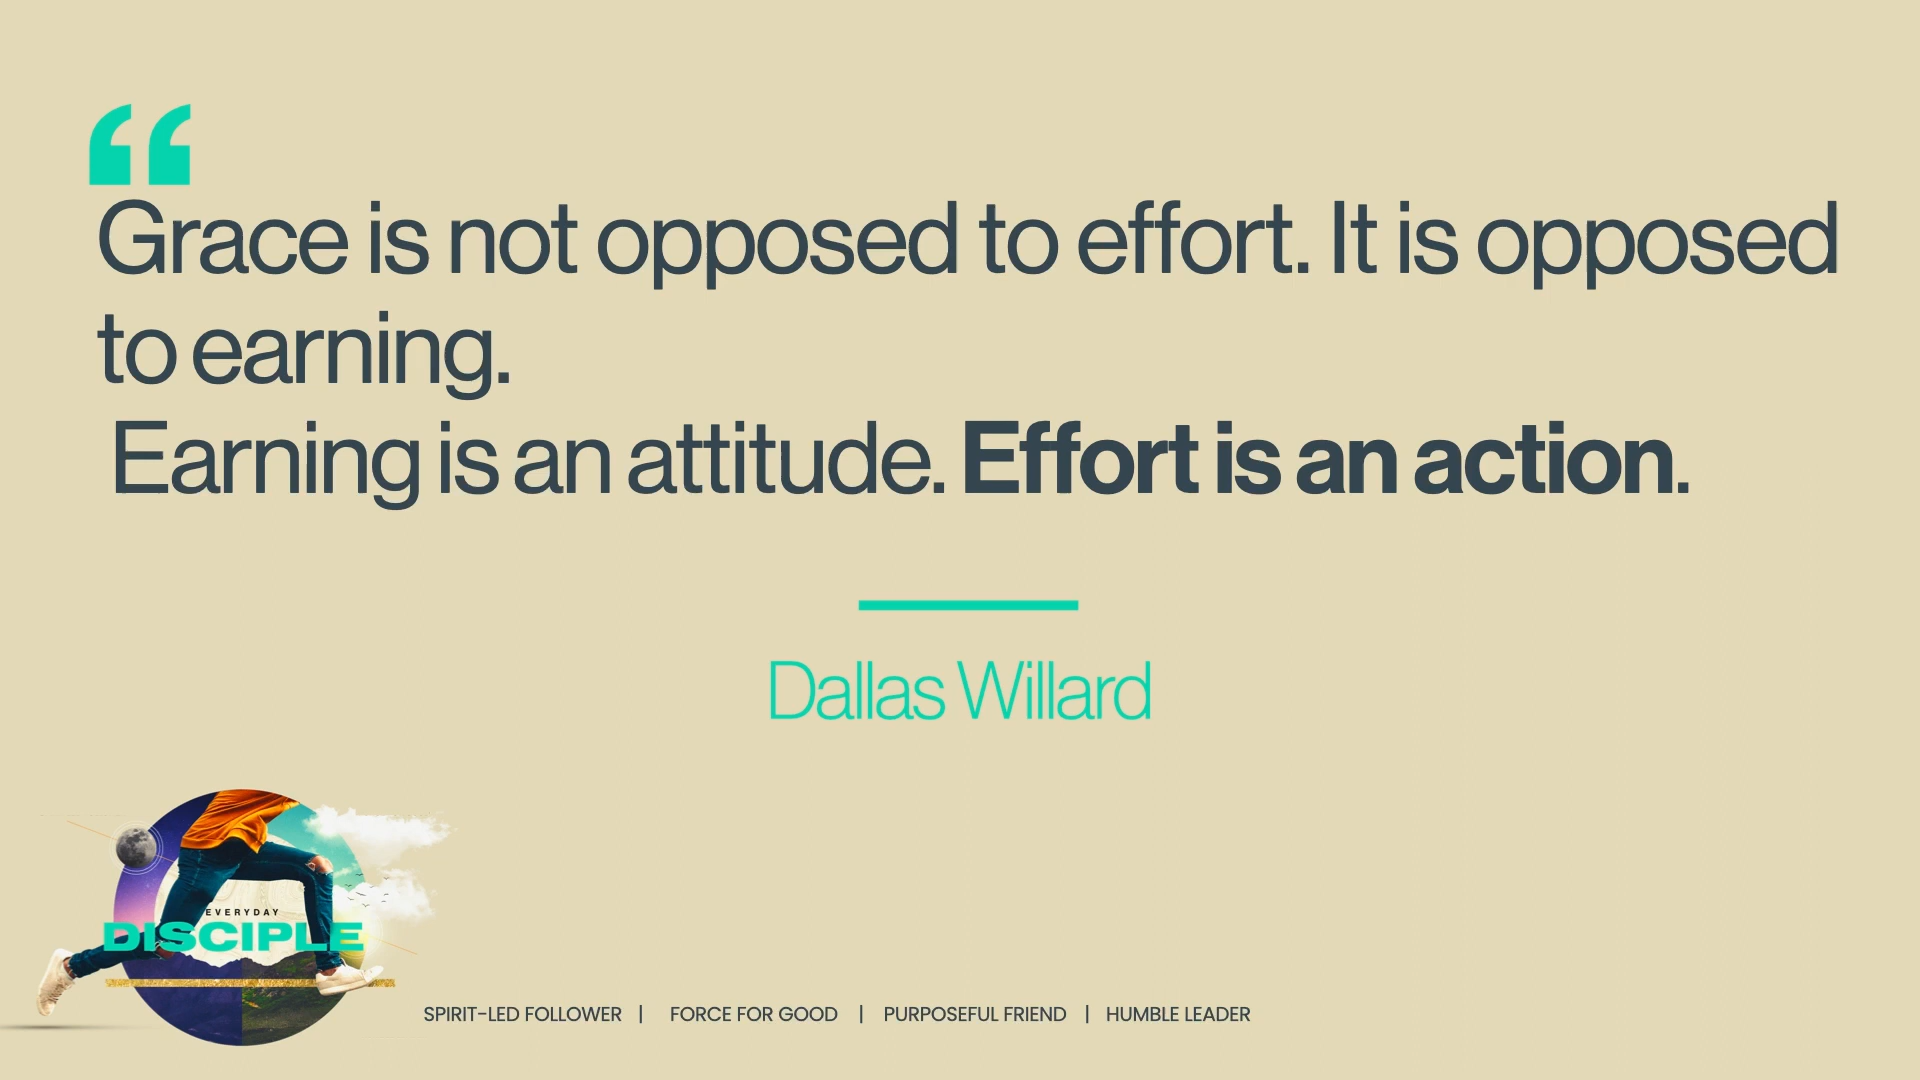 “
Grace is not opposed to effort. It is opposed
to earning.
Earning is an attitude. Effort is an action.
Dallas Willard
EVERYDAY
DISCIPLE
SPIRIT-LED FOLLOWER | FORCE FOR GOOD | PURPOSEFUL FRIEND | HUMBLE LEADER